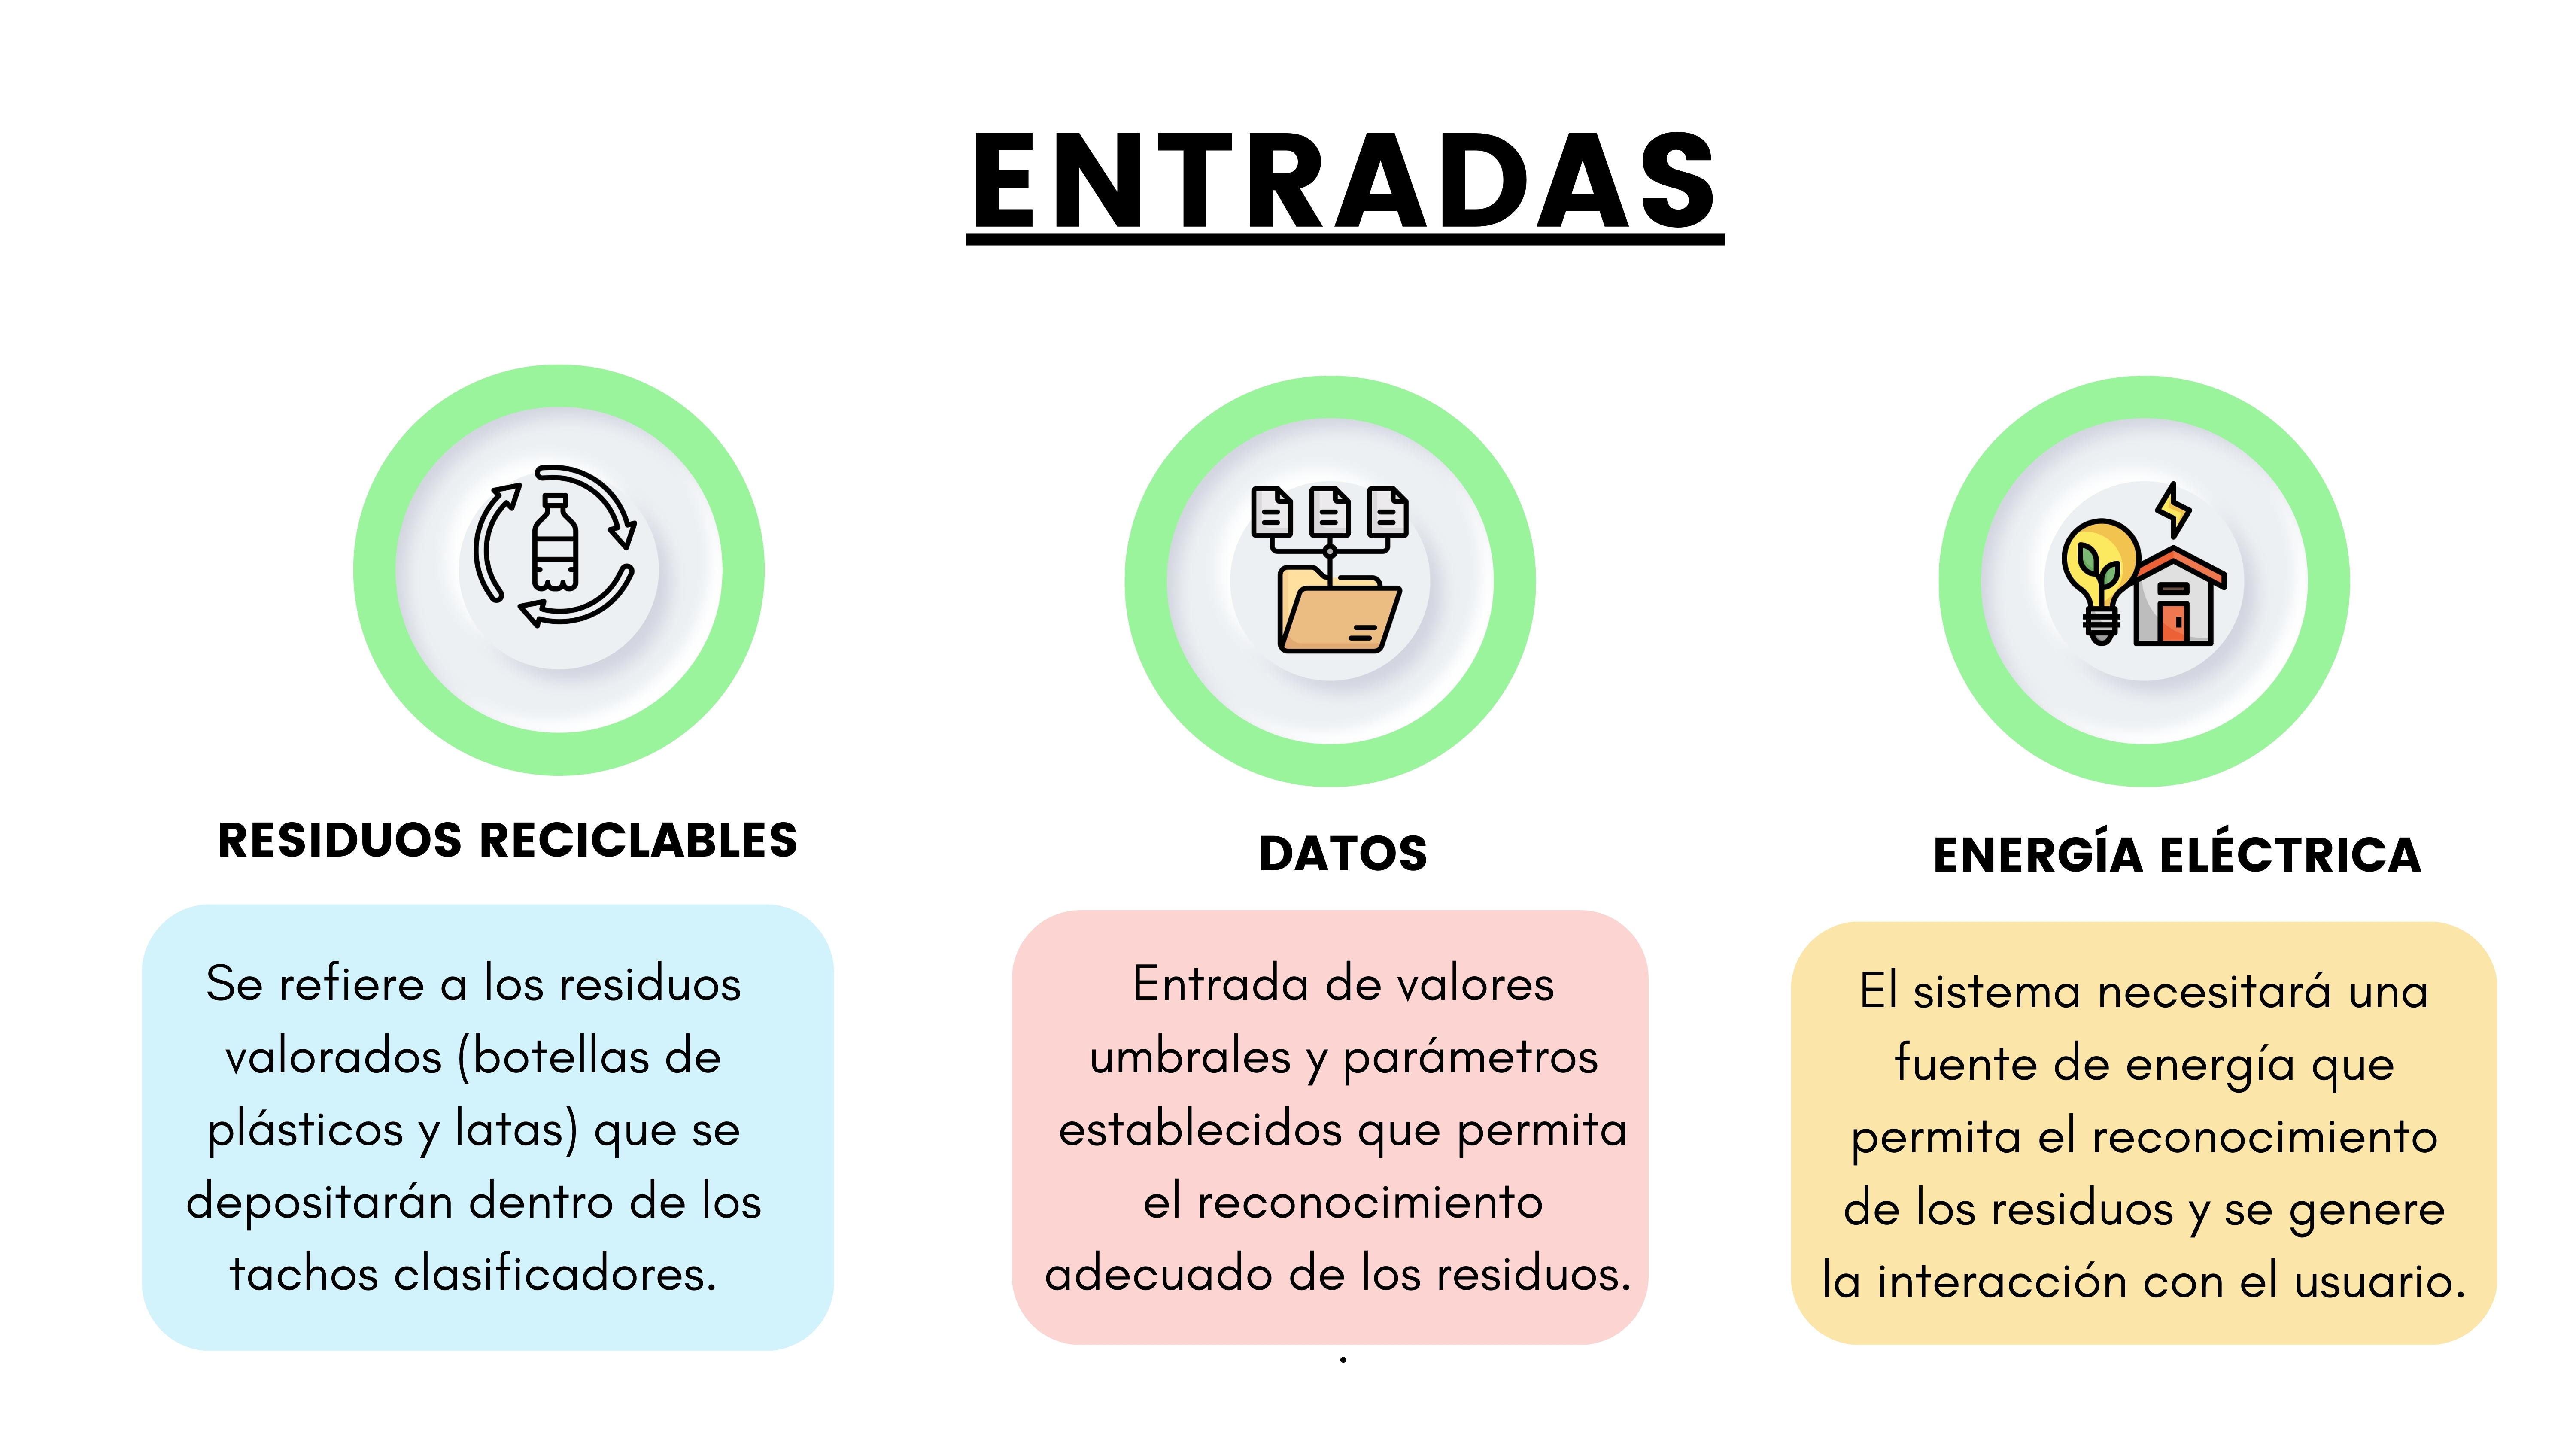 ENTRADAS
RESIDUOS RECICLABLES
Se refiere a los residuos
valorados (botellas de
plásticos y latas) que se
depositarán dentro de los
tachos clasificadores.
DATOS
Entrada de valores
umbrales y parámetros
establecidos que permita
el reconocimiento
adecuado de los residuos.
.
ENERGÍA ELÉCTRICA
El sistema necesitará una
fuente de energía que
permita el reconocimiento
de los residuos y se genere
la interacción con el usuario.